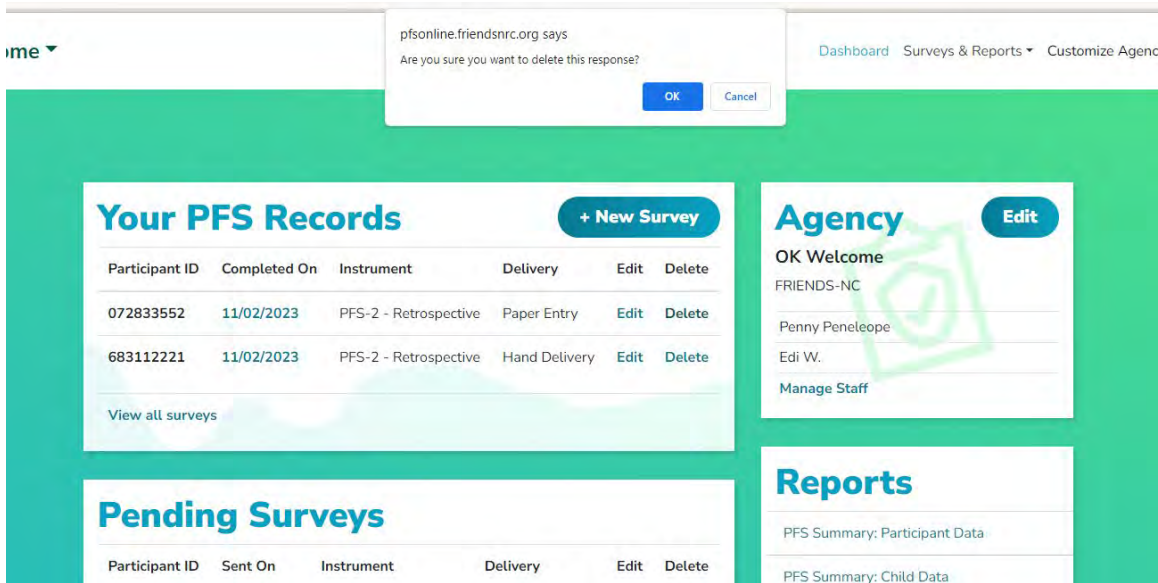 pfsonline.friendsnrc.org says
Are you sure you want to delete this response?
OK Cancel
ome
Dashboard Surveys & Reports Customize Agenc
Your PFS Records
+ New Survey
Participant ID Completed On Instrument Delivery Edit Delete
072833552 11/02/2023 PFS-2 - Retrospective Paper Entry Edit Delete
683112221 11/02/2023 PFS-2 - Retrospective Hand Delivery Edit Delete
View all surveys
Agency
Edit
OK Welcome
FRIENDS-NC
Penny Peneleope
Edi W.
Manage Staff
Pending Surveys
Participant ID Sent On Instrument Delivery Edit Delete
Reports
PFS Summary: Participant Data
PFS Summary: Child Data